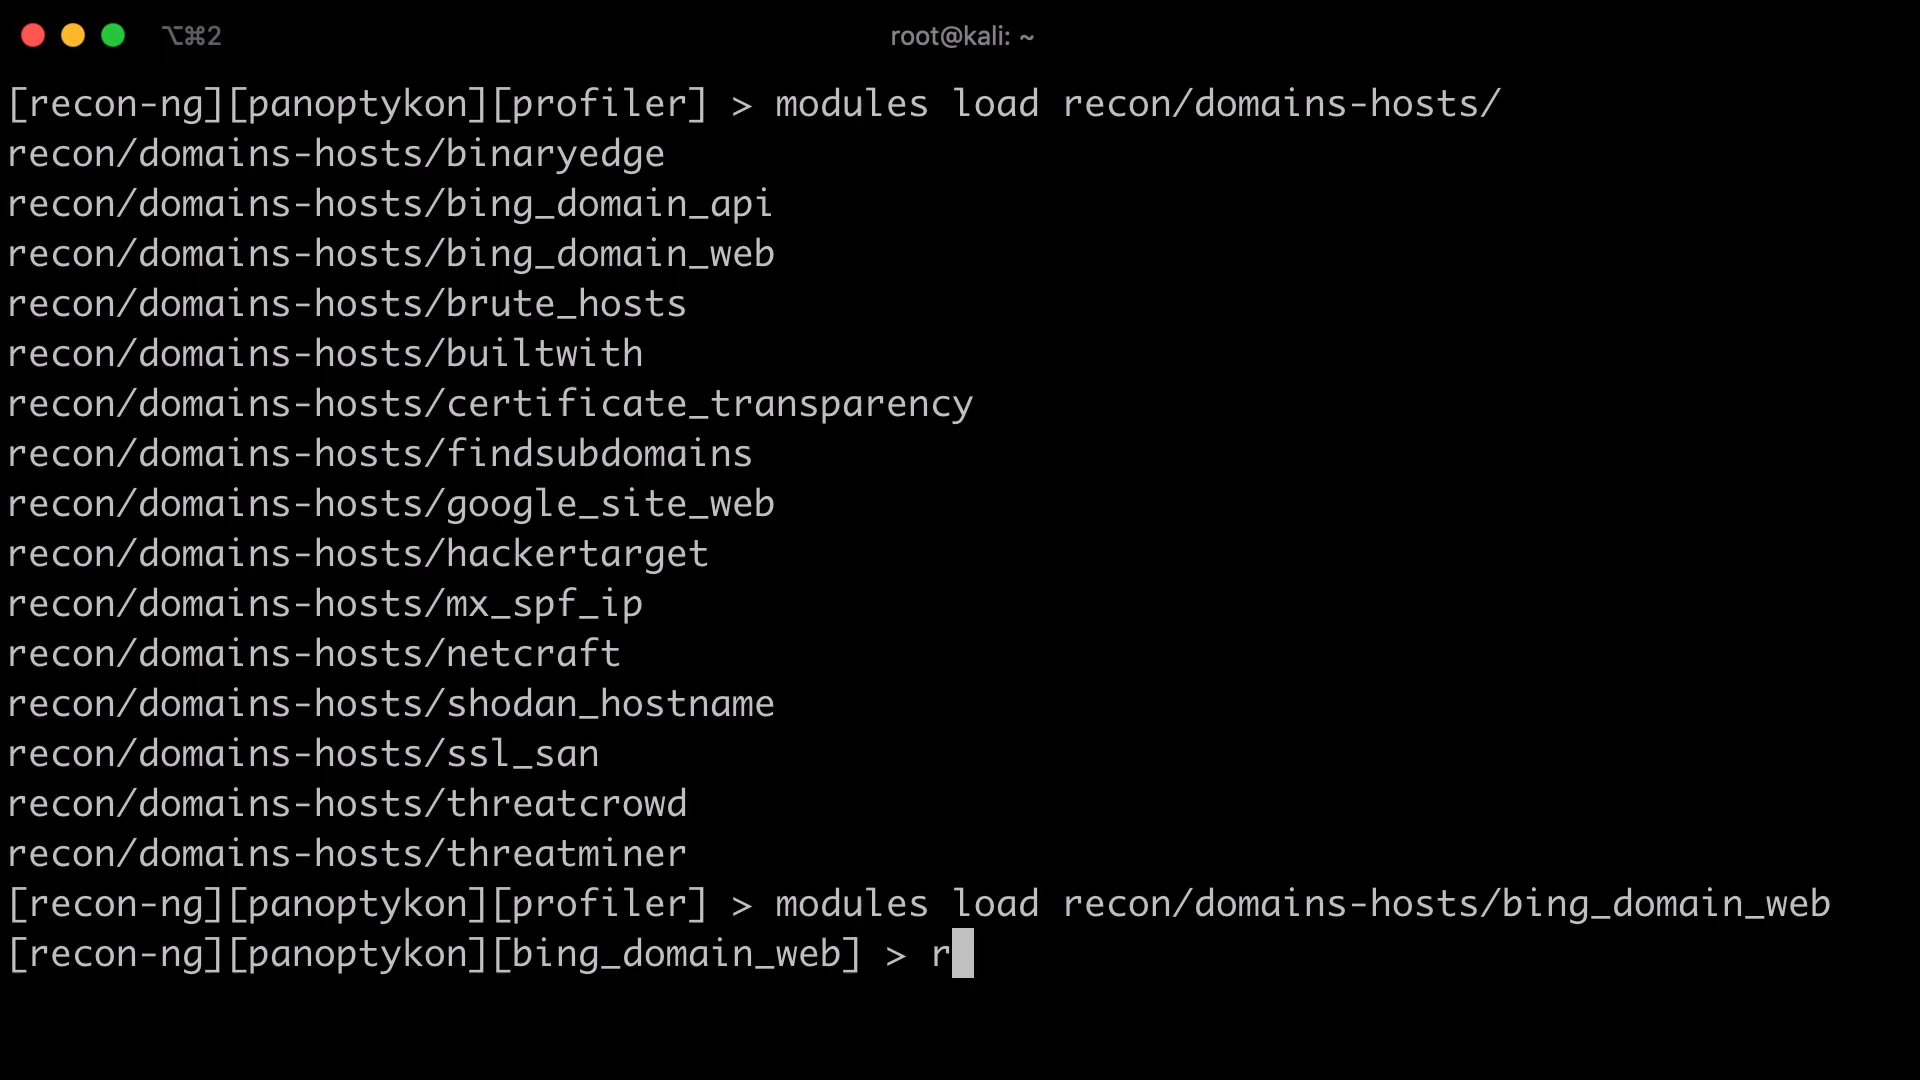 ⌥⌘2
root@kali: ~
[recon-ng][panoptykon][profiler] > modules load recon/domains-hosts/
recon/domains-hosts/binaryedge
recon/domains-hosts/bing_domain_api
recon/domains-hosts/bing_domain_web
recon/domains-hosts/brute_hosts
recon/domains-hosts/builtwith
recon/domains-hosts/certificate_transparency
recon/domains-hosts/findsubdomains
recon/domains-hosts/google_site_web
recon/domains-hosts/hackertarget
recon/domains-hosts/mx_spf_ip
recon/domains-hosts/netcraft
recon/domains-hosts/shodan_hostname
recon/domains-hosts/ssl_san
recon/domains-hosts/threatcrowd
recon/domains-hosts/threatminer
[recon-ng][panoptykon][profiler] > modules load recon/domains-hosts/bing_domain_web
[recon-ng][panoptykon][bing_domain_web] > r